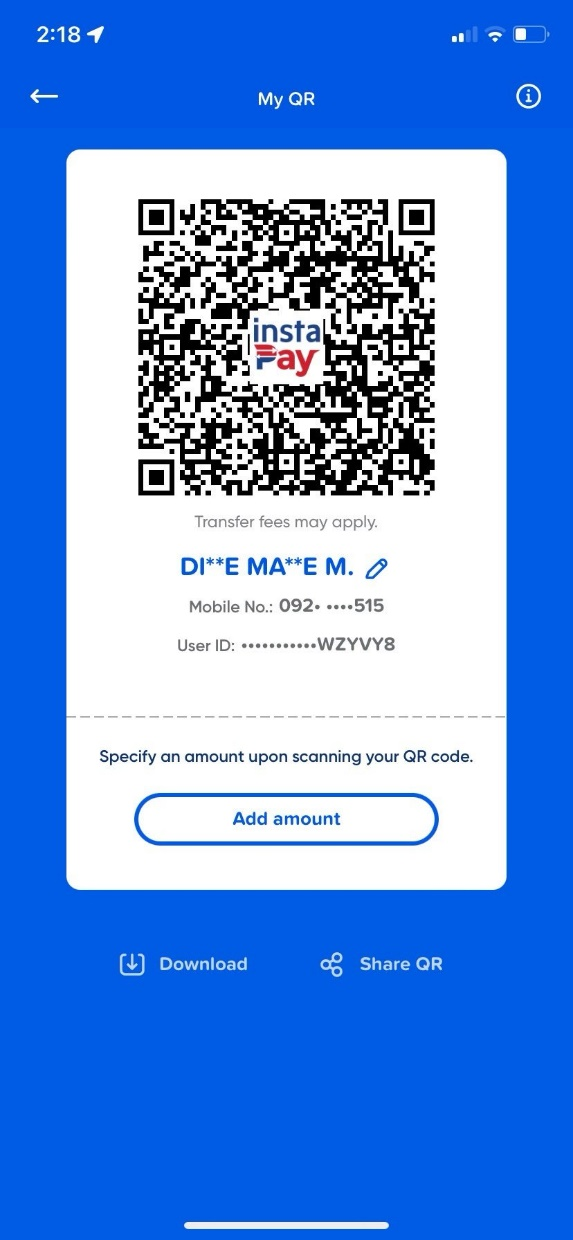 2:18
My QR
insta
Pay
Transfer fees may apply.
DI**E MA**E M.
Mobile No.: 092• ••••515
User ID: •••••••••••WZYVY8
Specify an amount upon scanning your QR code.
Add amount
Download
Share QR